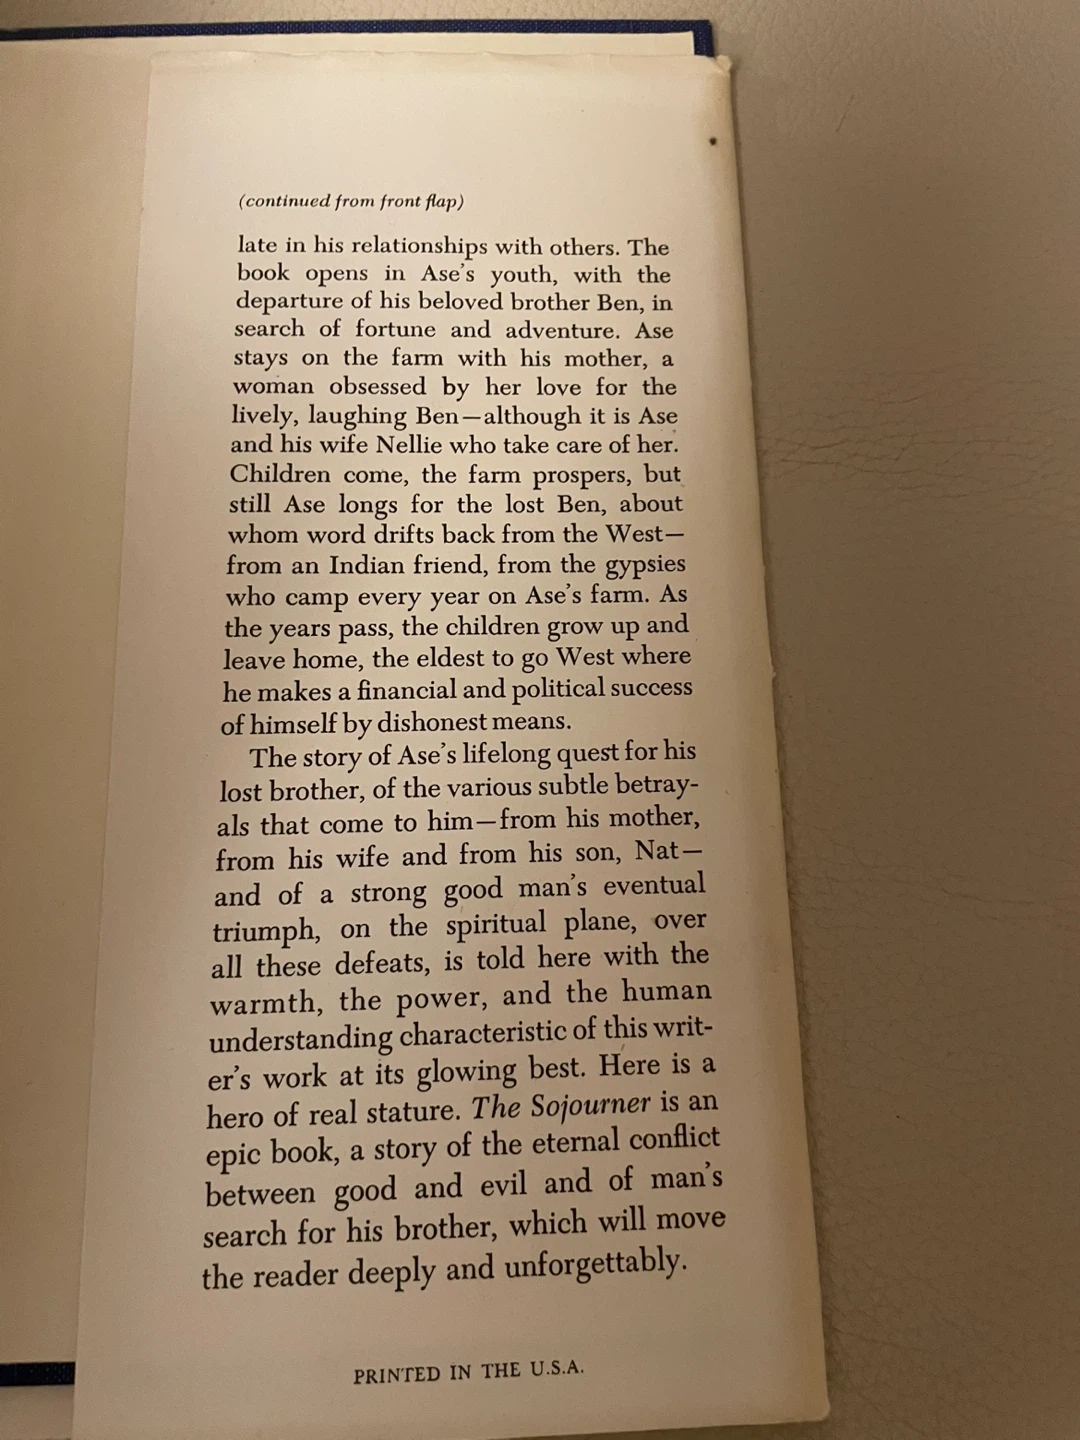 (continued from front flap)
late in his relationships with others. The
book opens in Ase's youth, with the
departure of his beloved brother Ben, in
search of fortune and adventure. Ase
stays on the farm with his mother, a
woman obsessed by her love for the
lively, laughing Ben—although it is Ase
and his wife Nellie who take care of her.
Children come, the farm prospers, but
still Ase longs for the lost Ben, about
whom word drifts back from the West—
from an Indian friend, from the gypsies
who camp every year on Ase's farm. As
the years pass, the children grow up and
leave home, the eldest to go West where
he makes a financial and political success
of himself by dishonest means.
The story of Ase's lifelong quest for his
lost brother, of the various subtle betray-
als that come to him—from his mother,
from his wife and from his son, Nat—
and of a strong good man's eventual
triumph, on the spiritual plane, over
all these defeats, is told here with the
warmth, the power, and the human
understanding characteristic of this writ-
er's work at its glowing best. Here is a
hero of real stature. The Sojourner is an
epic book, a story of the eternal conflict
between good and evil and of man's
search for his brother, which will move
the reader deeply and unforgettably.
PRINTED IN THE U.S.A.